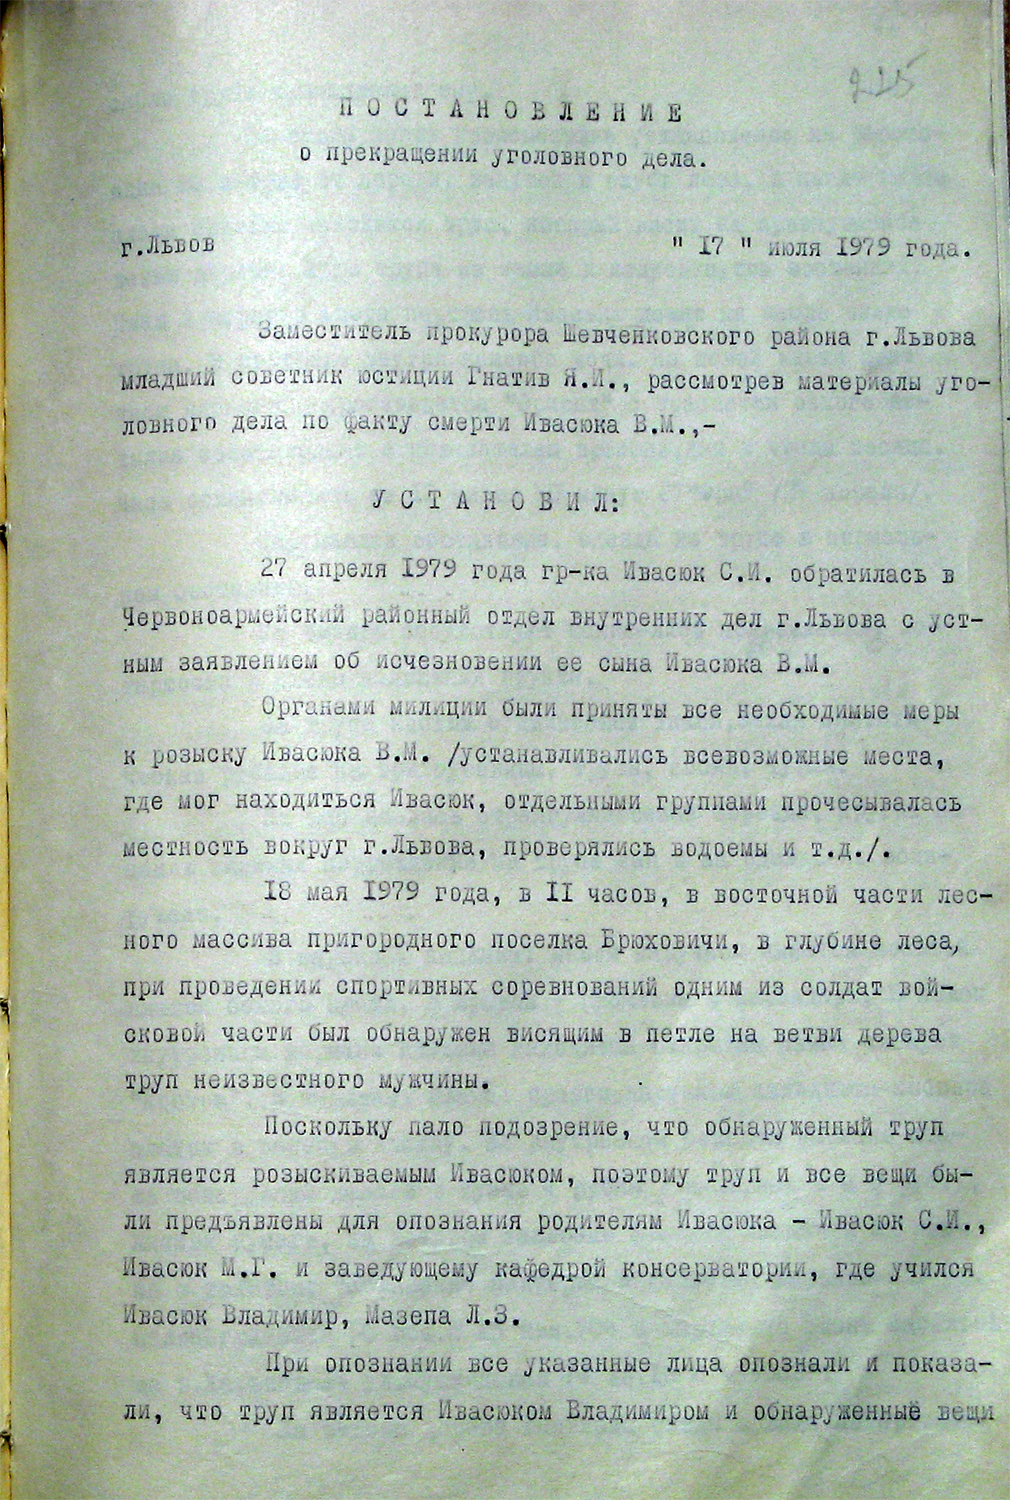 225
П О С Т А Н О В Л Е Н И Е
о прекращении уголовного дела.
г.Львов " 17 " июля 1979 года.
Заместитель прокурора Шевченковского района г.Львова
младший советник юстиции Гнатив Я.И., рассмотрев материалы уго-
ловного дела по факту смерти Ивасюка В.М.,-
У С Т А Н О В И Л:
27 апреля 1979 года гр-ка Ивасюк С.И. обратилась в
Червоноармейский районный отдел внутренних дел г.Львова с уст-
ным заявлением об исчезновении ее сына Ивасюка В.М.
Органами милиции были приняты все необходимые меры
к розыску Ивасюка В.М. /устанавливались всевозможные места,
где мог находиться Ивасюк, отдельными группами прочесывалась
местность вокруг г.Львова, проверялись водоемы и т.д./.
18 мая 1979 года, в II часов, в восточной части лес-
ного массива пригородного поселка Брюховичи, в глубине леса,
при проведении спортивных соревнований одним из солдат вой-
сковой части был обнаружен висящим в петле на ветви дерева
труп неизвестного мужчины.
Поскольку пало подозрение, что обнаруженный труп
является розыскиваемым Ивасюком, поэтому труп и все вещи бы-
ли предъявлены для опознания родителям Ивасюка - Ивасюк С.И.,
Ивасюк М.Г. и заведующему кафедрой консерватории, где учился
Ивасюк Владимир, Мазепа Л.З.
При опознании все указанные лица опознали и показа-
ли, что труп является Ивасюком Владимиром и обнаруженные вещи